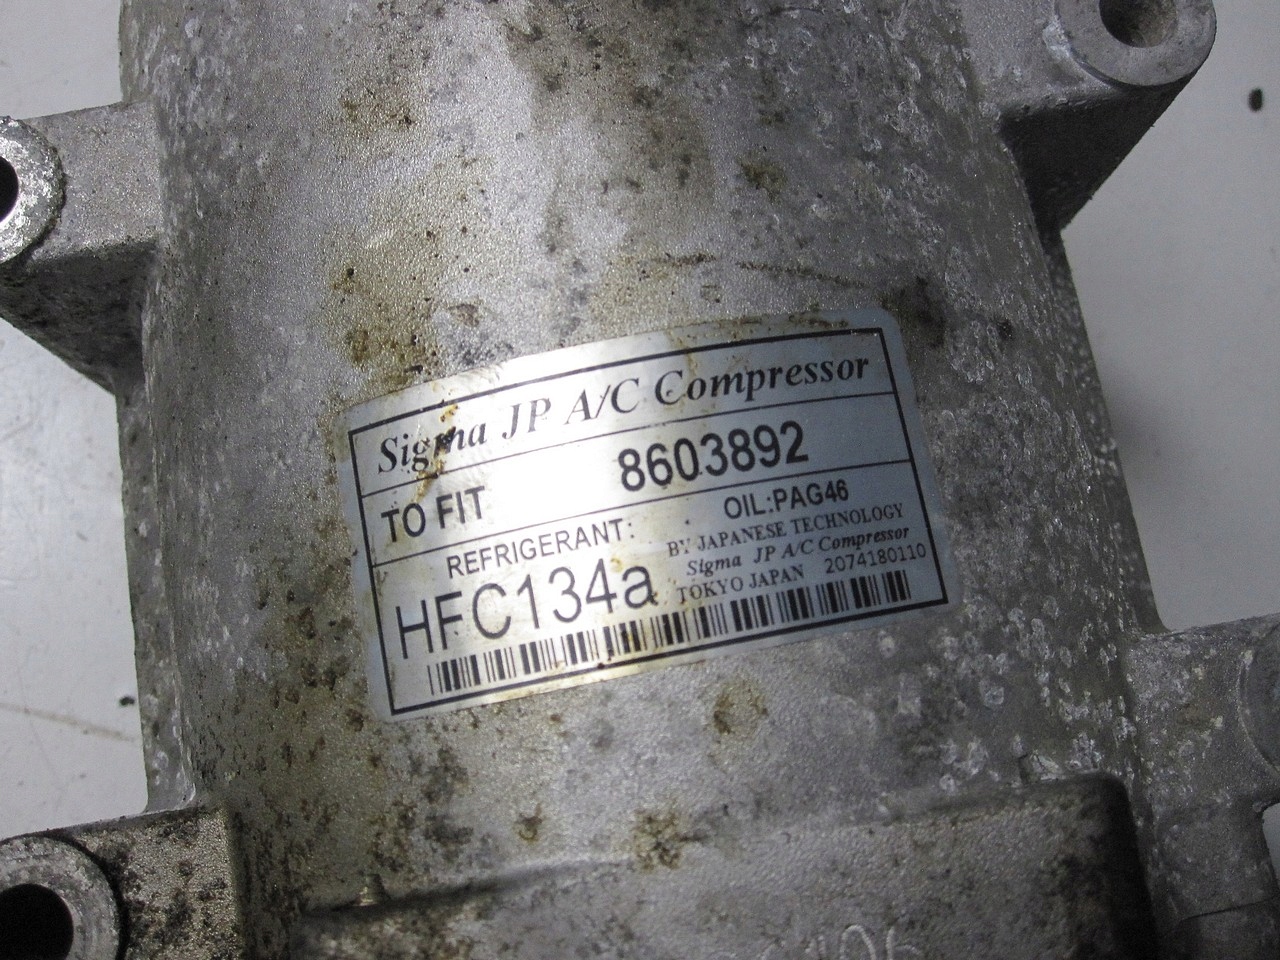 Sigma JP A/C Compressor
TO FIT 8603892
REFRIGERANT: OIL:PAG46
HFC134a
BY JAPANESE TECHNOLOGY
Sigma JP A/C Compressor
TOKYO JAPAN 2074180110